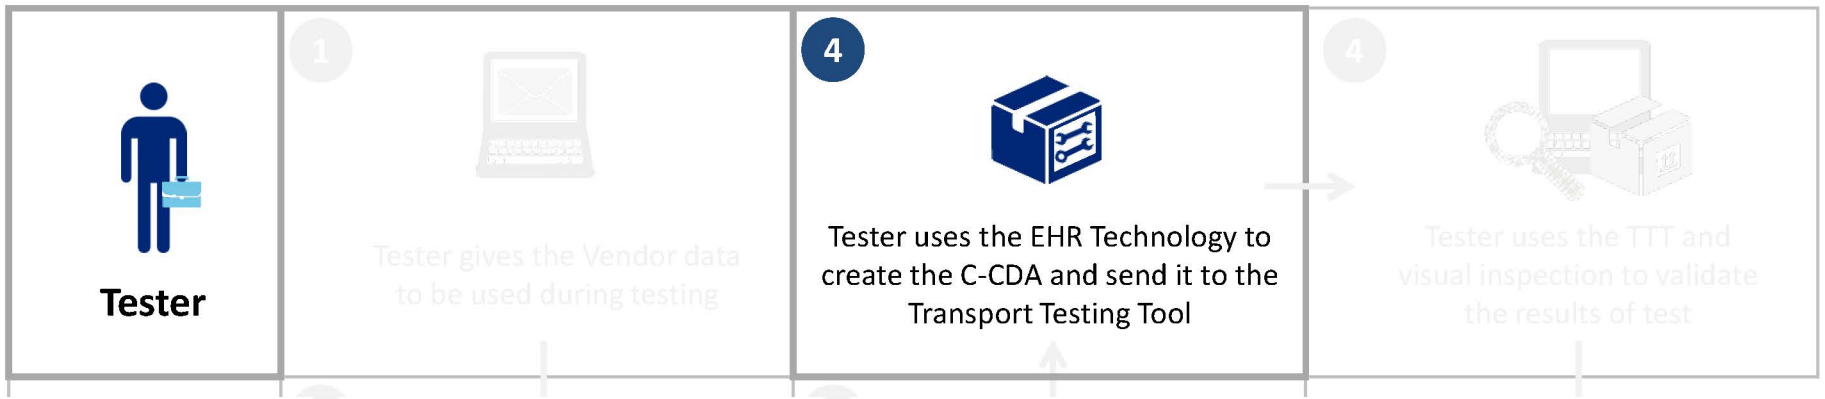 Tester
1
Tester gives the Vendor data
to be used during testing
4
Tester uses the EHR Technology to
create the C-CDA and send it to the
Transport Testing Tool
4
Tester uses the TTT and
visual inspection to validate
the results of test